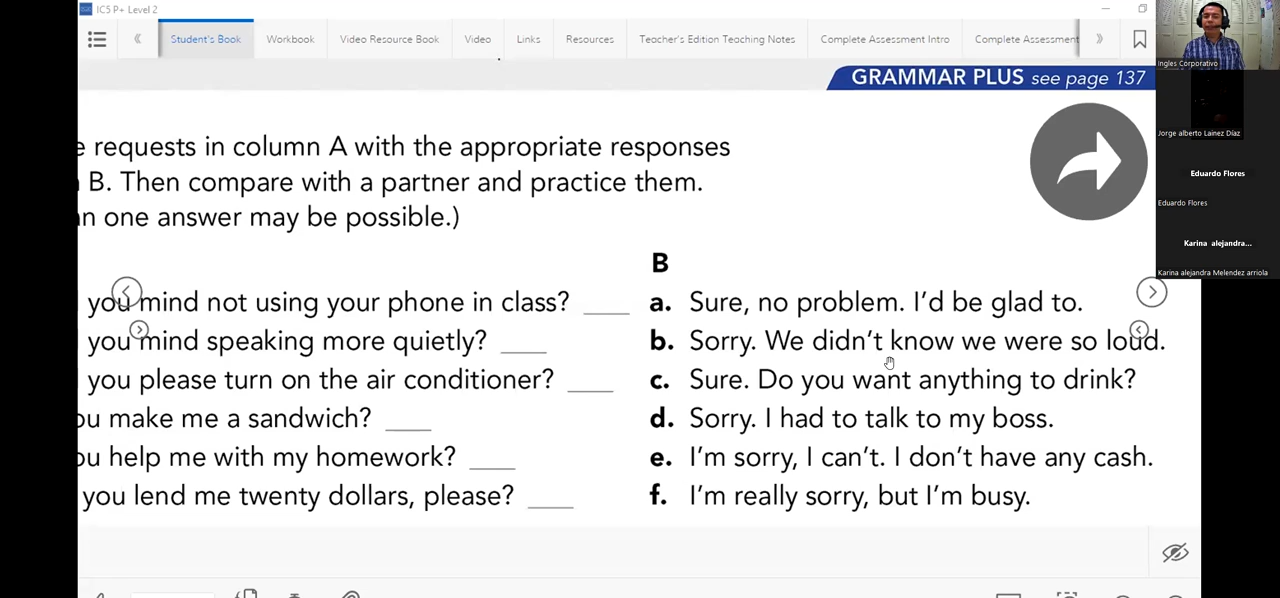 IC5 P+ Level 2
Student's Book Workbook Video Resource Book Video Links Resources Teacher's Edition Teaching Notes Complete Assessment Intro Complete Assessment
GRAMMAR PLUS see page 137
e requests in column A with the appropriate responses
B. Then compare with a partner and practice them.
an one answer may be possible.)
B
you mind not using your phone in class? ____ a. Sure, no problem. I'd be glad to.
you mind speaking more quietly? ____ b. Sorry. We didn't know we were so loud.
you please turn on the air conditioner? ____ c. Sure. Do you want anything to drink?
ou make me a sandwich? ____ d. Sorry. I had to talk to my boss.
ou help me with my homework? ____ e. I'm sorry, I can't. I don't have any cash.
you lend me twenty dollars, please? ____ f. I'm really sorry, but I'm busy.
Ingles Corporativo
Jorge alberto Lainez Díaz
Eduardo Flores
Eduardo Flores
Karina alejandra...
Karina alejandra Melendez arriola